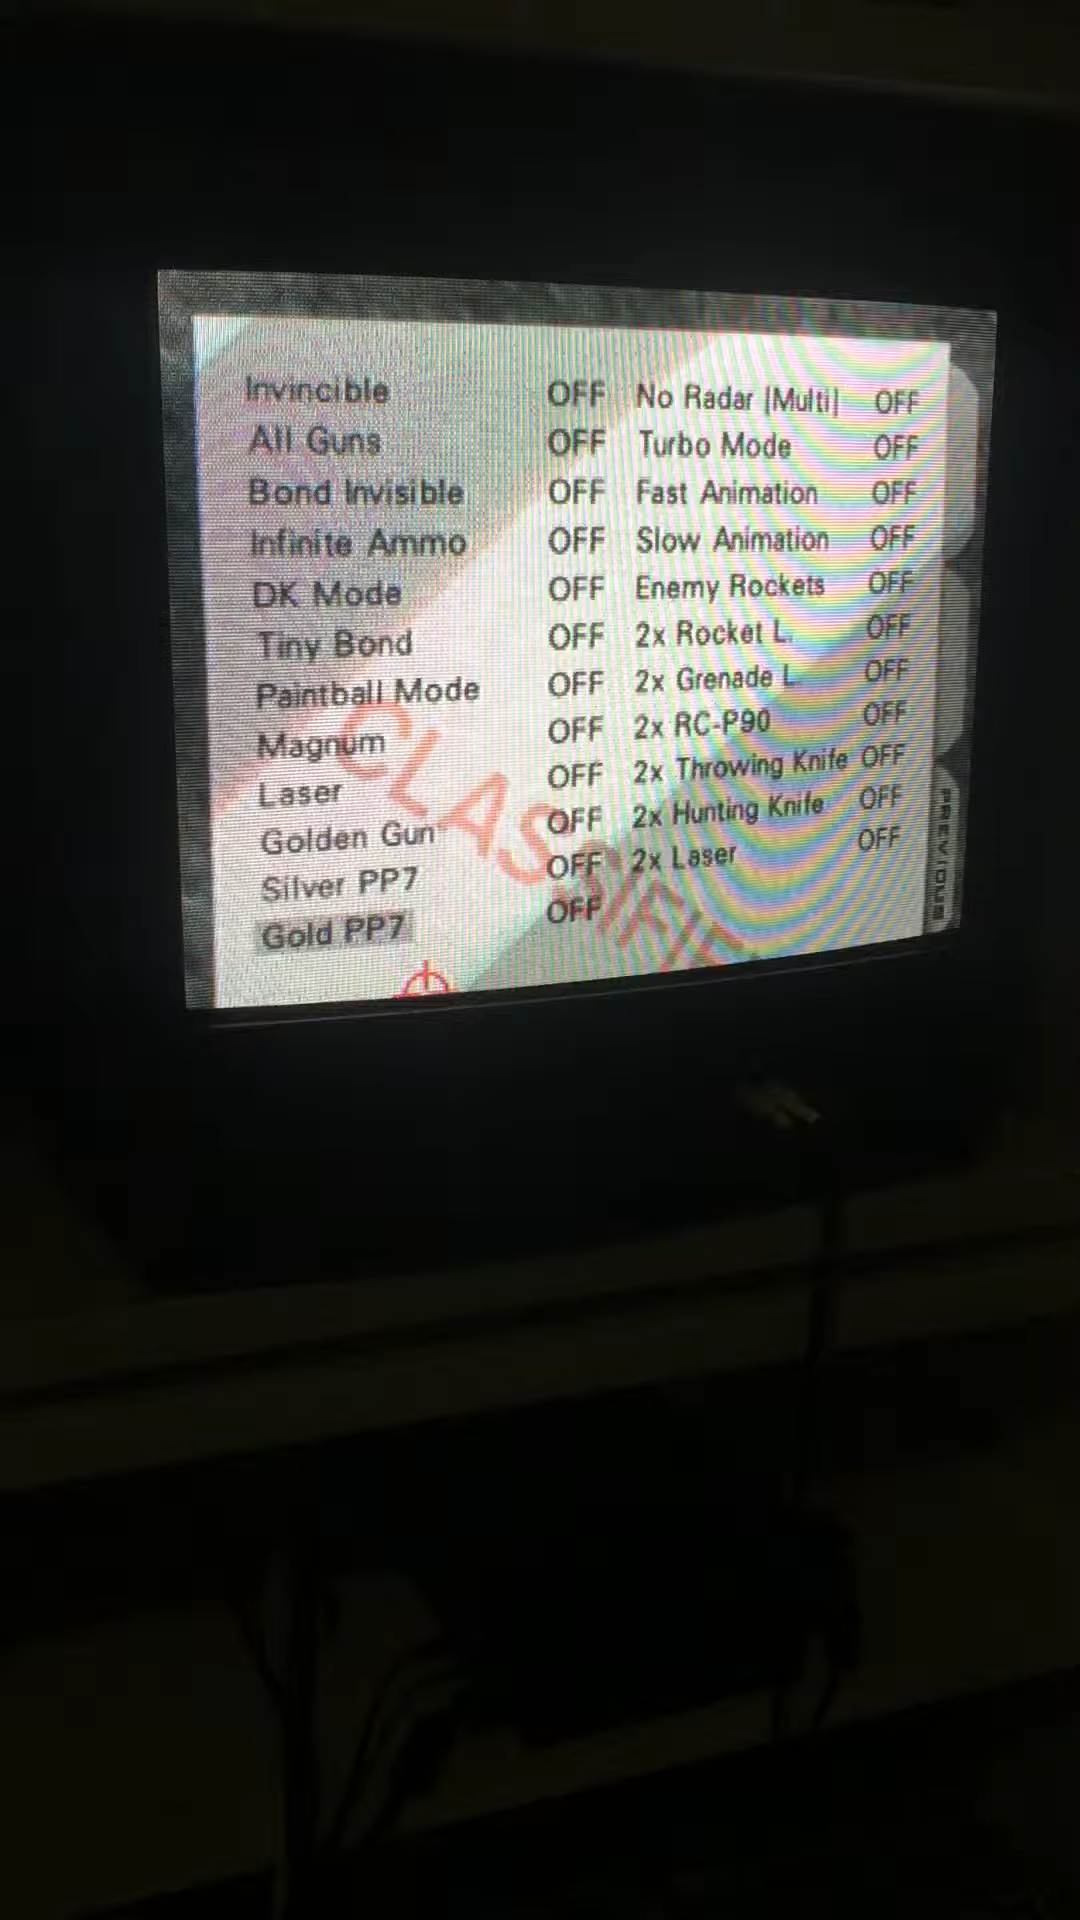 Invincible OFF No Radar (Multi) OFF
All Guns OFF Turbo Mode OFF
Bond Invisible OFF Fast Animation OFF
Infinite Ammo OFF Slow Animation OFF
DK Mode OFF Enemy Rockets OFF
Tiny Bond OFF 2x Rocket L. OFF
Paintball Mode OFF 2x Grenade L. OFF
Magnum OFF 2x RC-P90 OFF
Laser OFF 2x Throwing Knife OFF
Golden Gun OFF 2x Hunting Knife OFF
Silver PP7 OFF 2x Laser OFF
Gold PP7 OFF
PREVIOUS